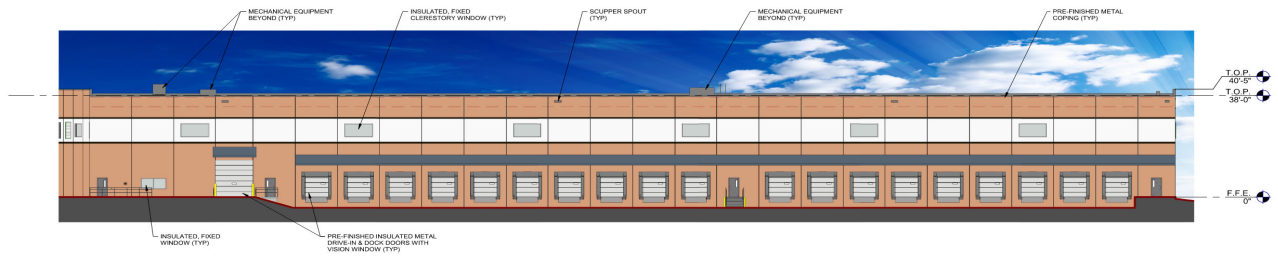 MECHANICAL EQUIPMENT
BEYOND (TYP)
INSULATED, FIXED
CLERESTORY WINDOW (TYP)
SCUPPER SPOUT
(TYP)
MECHANICAL EQUIPMENT
BEYOND (TYP)
PRE-FINISHED METAL
COPING (TYP)
T.O.P.
40'-5"
T.O.P.
38'-0"
F.F.E.
0"
INSULATED, FIXED
WINDOW (TYP)
PRE-FINISHED INSULATED METAL
DRIVE-IN & DOCK DOORS WITH
VISION WINDOW (TYP)